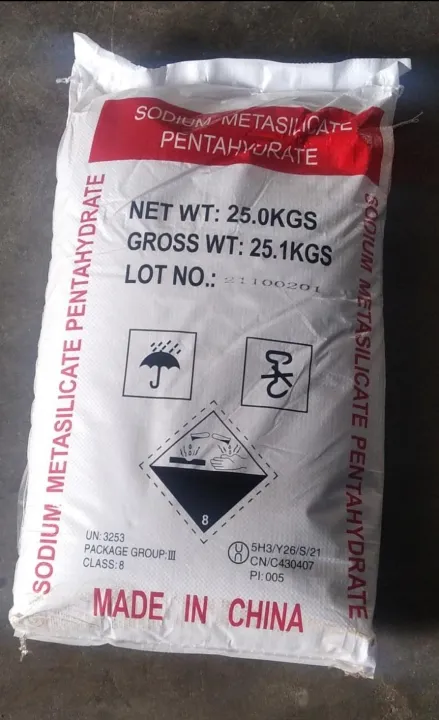 SODIUM METASILICATE
PENTAHYDRATE
NET WT: 25.0KGS
GROSS WT: 25.1KGS
LOT NO.: 21100201
SODIUM METASILICATE PENTAHYDRATE
SODIUM METASILICATE PENTAHYDRATE
8
UN: 3253
PACKAGE GROUP:Ⅲ
CLASS: 8
5H3/Y26/S/21
CN/C430407
PI: 005
MADE IN CHINA